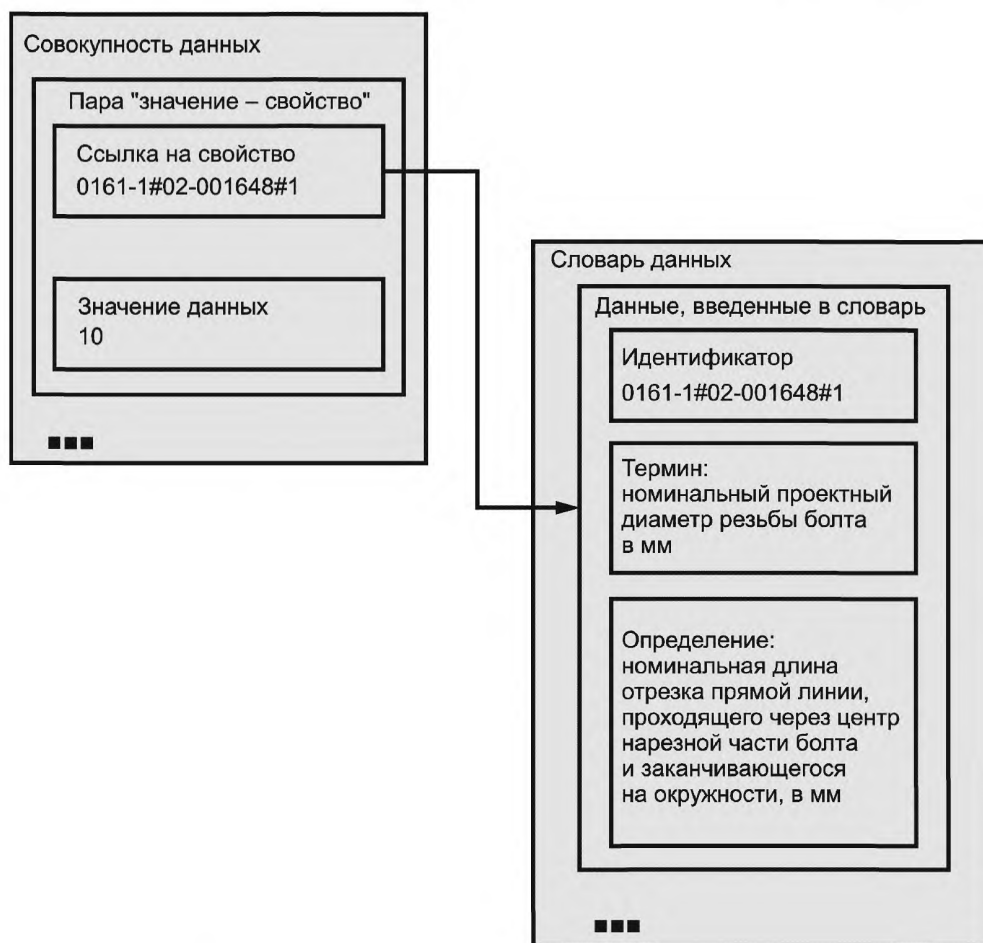 Совокупность данных
Пара "значение – свойство"
Ссылка на свойство
0161-1#02-001648#1
Значение данных
10
Словарь данных
Данные, введенные в словарь
Идентификатор
0161-1#02-001648#1
Термин:
номинальный проектный
диаметр резьбы болта
в мм
Определение:
номинальная длина
отрезка прямой линии,
проходящего через центр
нарезной части болта
и заканчивающегося
на окружности, в мм